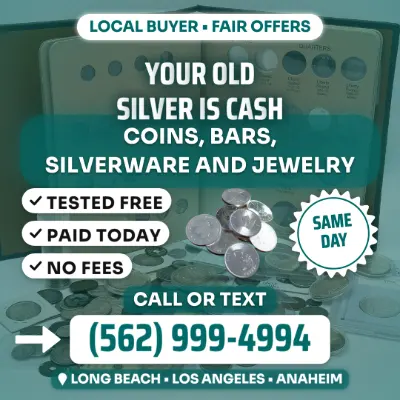 LOCAL BUYER • FAIR OFFERS
YOUR OLD
SILVER IS CASH
COINS, BARS,
SILVERWARE AND JEWELRY
TESTED FREE
PAID TODAY
NO FEES
SAME
DAY
CALL OR TEXT
(562) 999-4994
LONG BEACH • LOS ANGELES • ANAHEIM